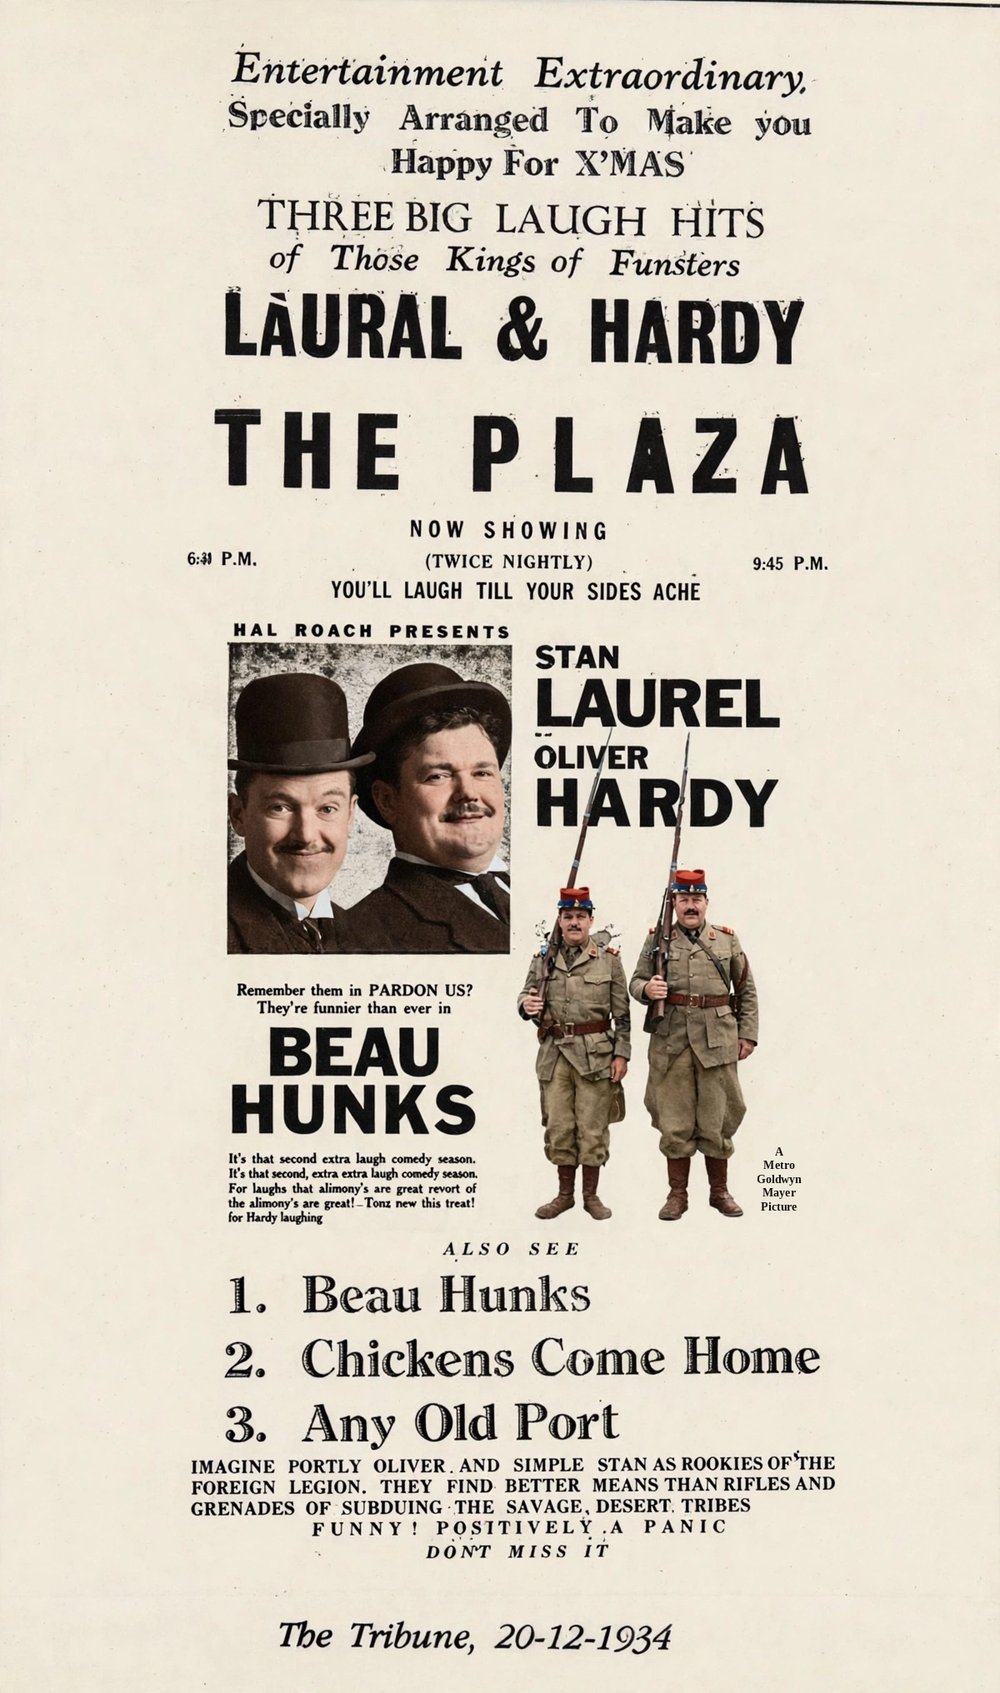 Entertainment Extraordinary.
Specially Arranged To Make you
Happy For X'MAS
THREE BIG LAUGH HITS
of Those Kings of Funsters
LAURAL & HARDY
THE PLAZA
NOW SHOWING
6: P.M. (TWICE NIGHTLY) 9:45 P.M.
YOU'LL LAUGH TILL YOUR SIDES ACHE
HAL ROACH PRESENTS
STAN
LAUREL
OLIVER
HARDY
Remember them in PARDON US?
They're funnier than ever in
BEAU
HUNKS
It's that second extra laugh comedy season.
It's that second, extra extra laugh comedy season.
For laughs that alimony's are great revort of
the alimony's are great! – Tonz new this treat!
for Hardy laughing
A
Metro
Goldwyn
Mayer
Picture
ALSO SEE
1. Beau Hunks
2. Chickens Come Home
3. Any Old Port
IMAGINE PORTLY OLIVER AND SIMPLE STAN AS ROOKIES OF THE
FOREIGN LEGION. THEY FIND BETTER MEANS THAN RIFLES AND
GRENADES OF SUBDUING THE SAVAGE, DESERT TRIBES
FUNNY! POSITIVELY A PANIC
DONT MISS IT
The Tribune, 20-12-1934